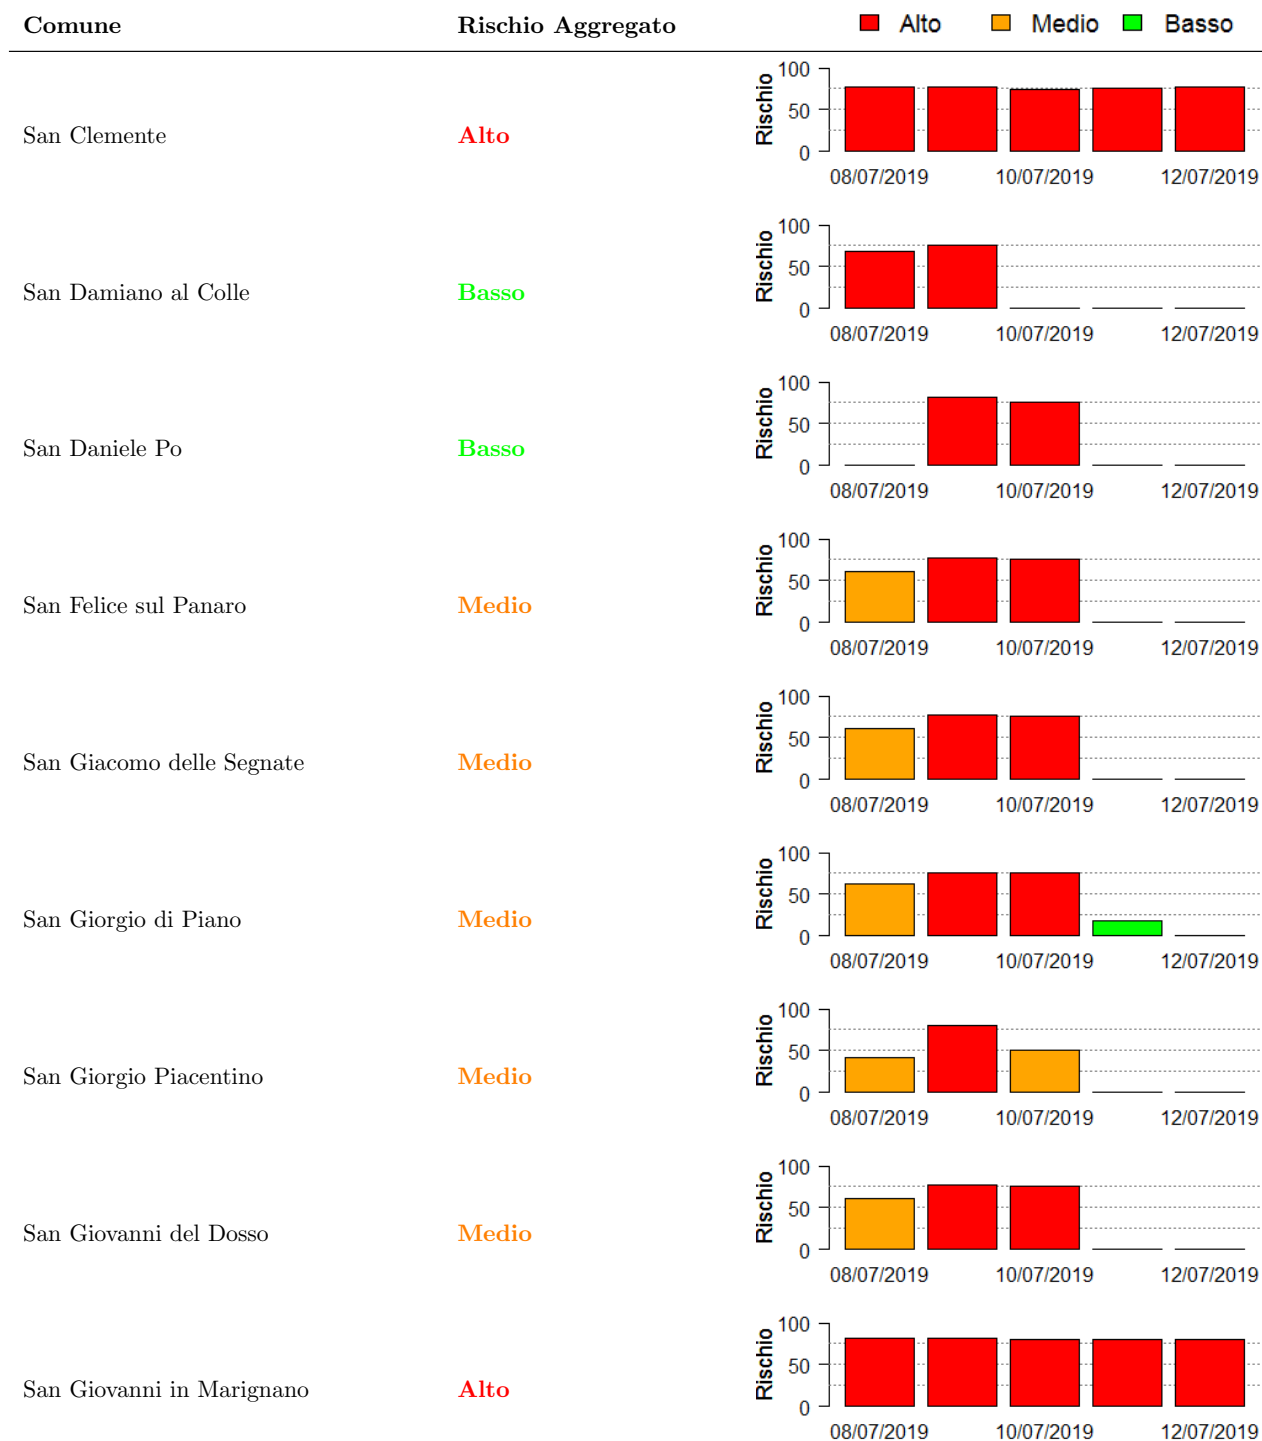 Comune Rischio Aggregato Alto Medio Basso
San Clemente Alto
Rischio
100
50
0
08/07/2019 10/07/2019 12/07/2019
San Damiano al Colle Basso
Rischio
100
50
0
08/07/2019 10/07/2019 12/07/2019
San Daniele Po Basso
Rischio
100
50
0
08/07/2019 10/07/2019 12/07/2019
San Felice sul Panaro Medio
Rischio
100
50
0
08/07/2019 10/07/2019 12/07/2019
San Giacomo delle Segnate Medio
Rischio
100
50
0
08/07/2019 10/07/2019 12/07/2019
San Giorgio di Piano Medio
Rischio
100
50
0
08/07/2019 10/07/2019 12/07/2019
San Giorgio Piacentino Medio
Rischio
100
50
0
08/07/2019 10/07/2019 12/07/2019
San Giovanni del Dosso Medio
Rischio
100
50
0
08/07/2019 10/07/2019 12/07/2019
San Giovanni in Marignano Alto
Rischio
100
50
0
08/07/2019 10/07/2019 12/07/2019